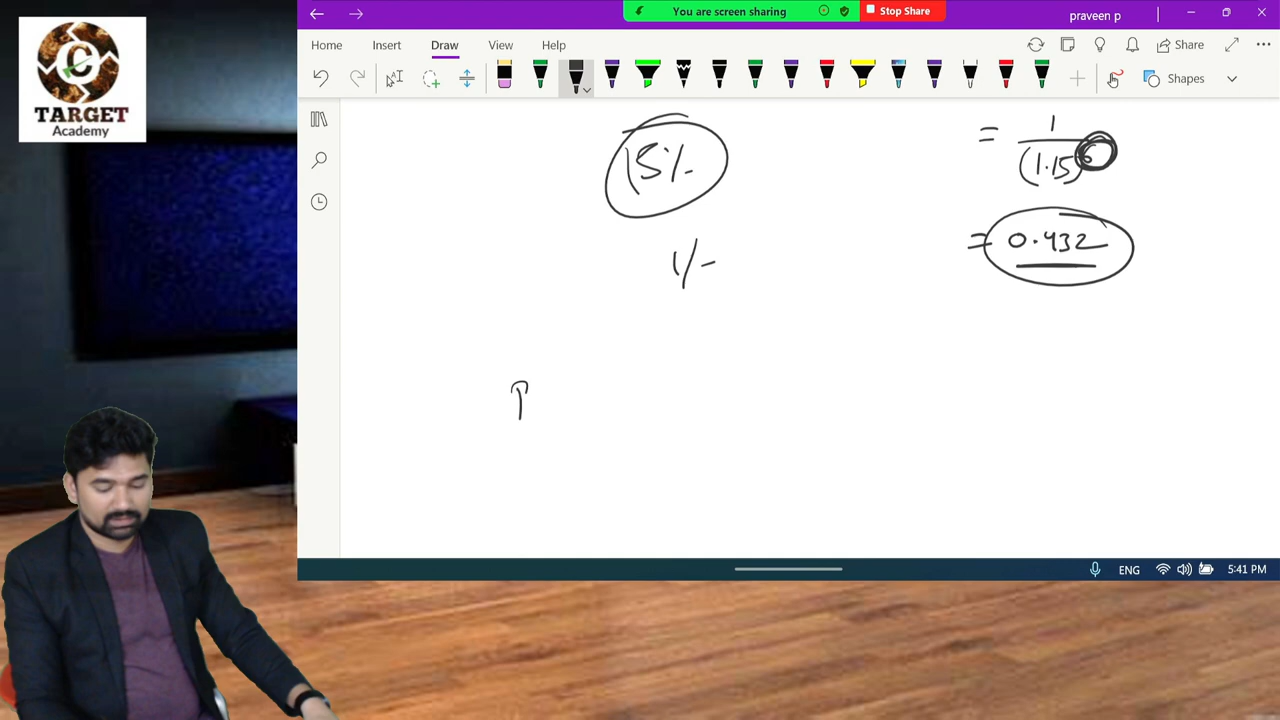 C
TARGET
Academy
You are screen sharing
Stop Share
praveen p
Home
Insert
Draw
View
Help
Share
Shapes
15%
1/-
= 1
(1.15)6
= 0.432
ENG
5:41 PM